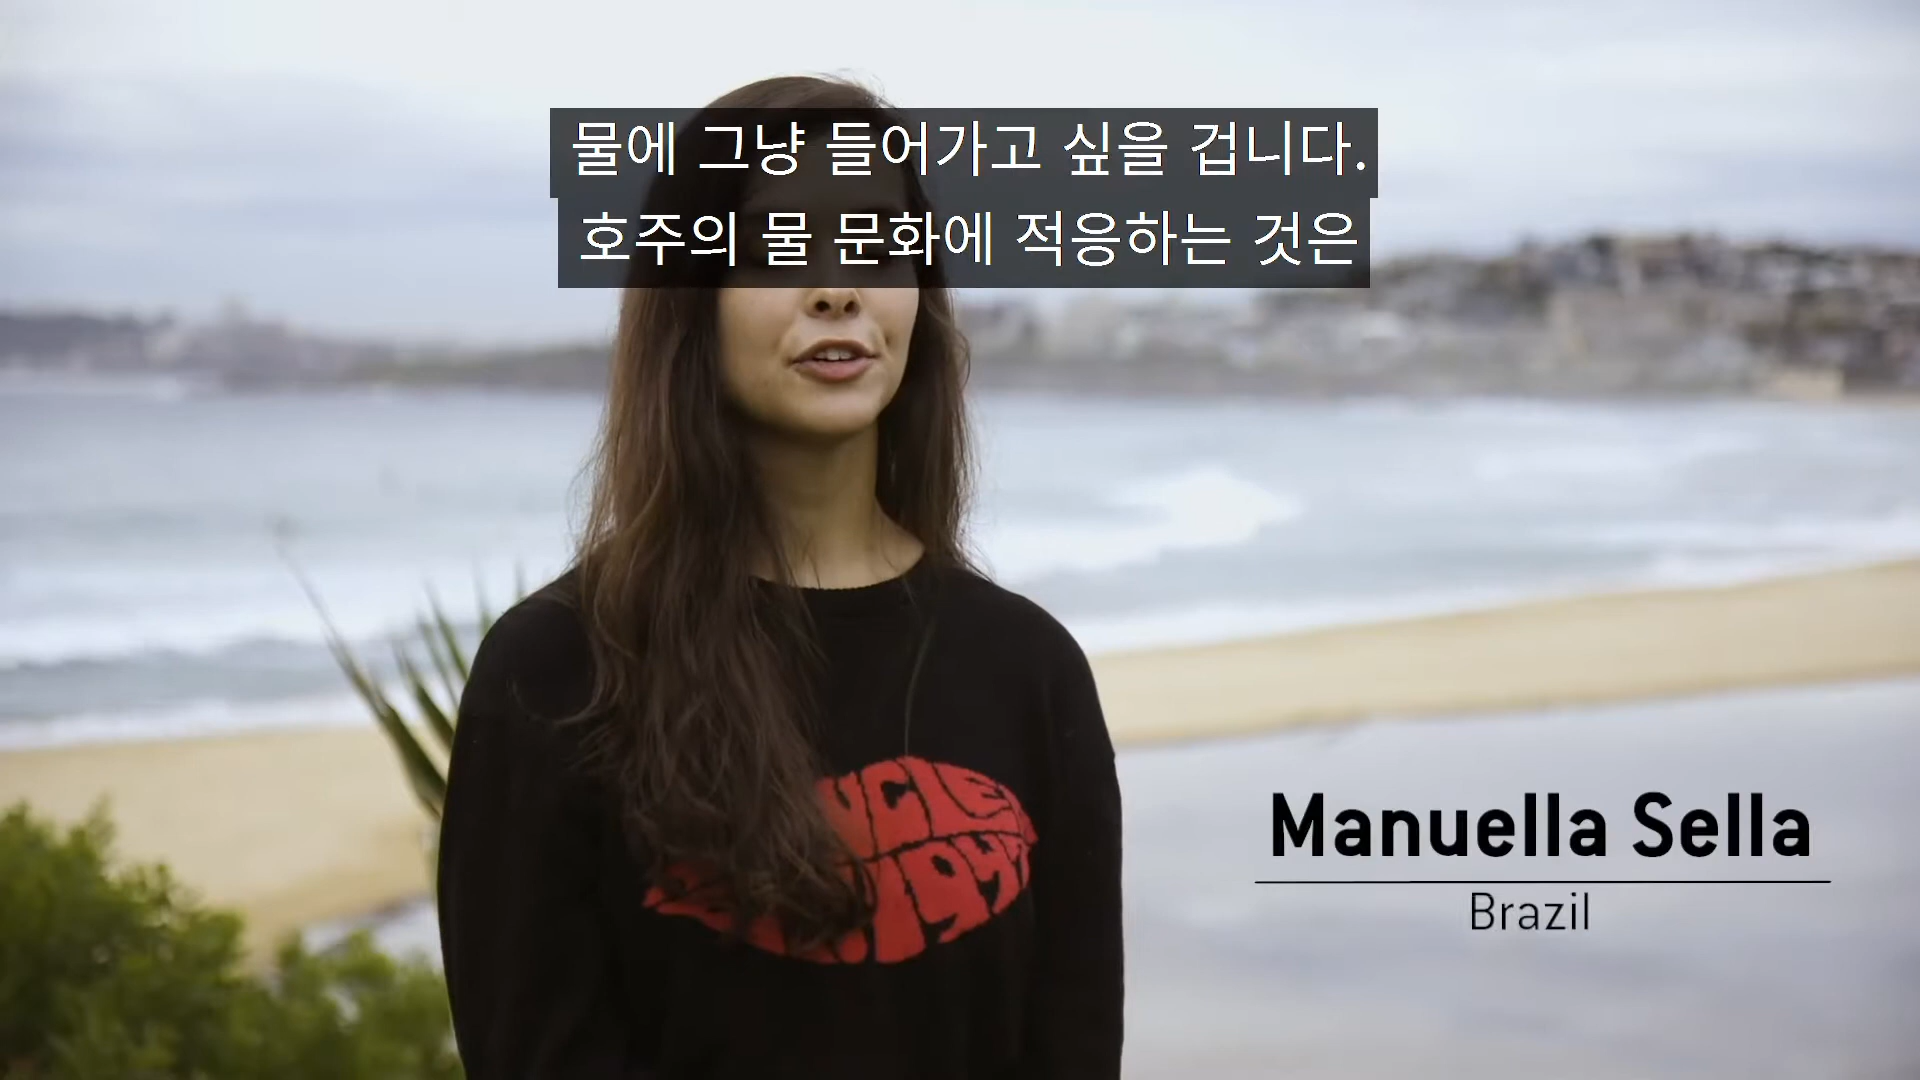 물에 그냥 들어가고 싶을 겁니다.
호주의 물 문화에 적응하는 것은
Manuella Sella
Brazil